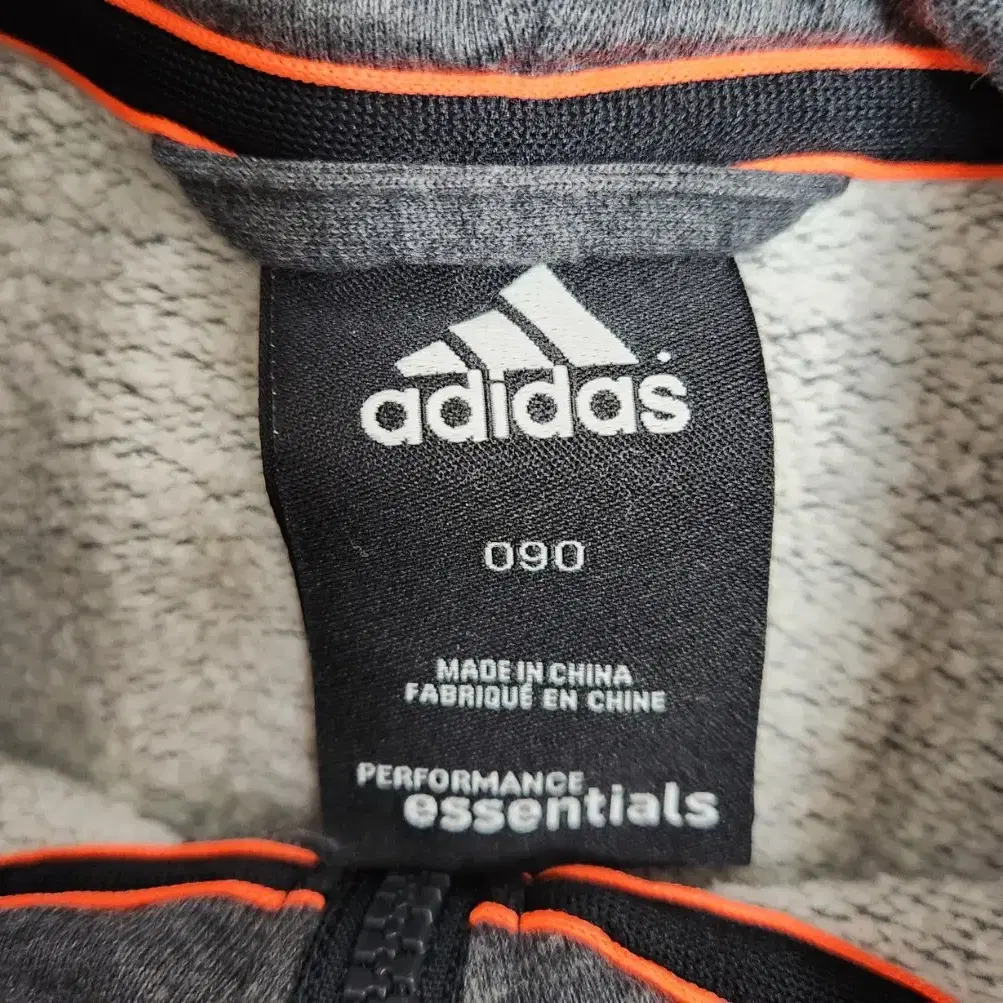 adidas
090
MADE IN CHINA
FABRIQUÉ EN CHINE
PERFORMANCE
essentials